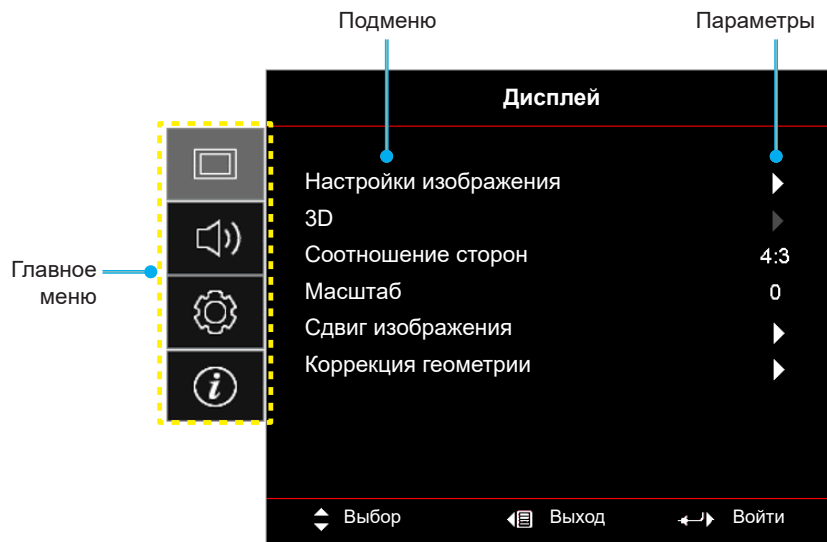 Подменю
Параметры
Дисплей
Настройки изображения
3D
Соотношение сторон 4:3
Масштаб 0
Сдвиг изображения
Коррекция геометрии
Главное
меню
Выбор Выход Войти